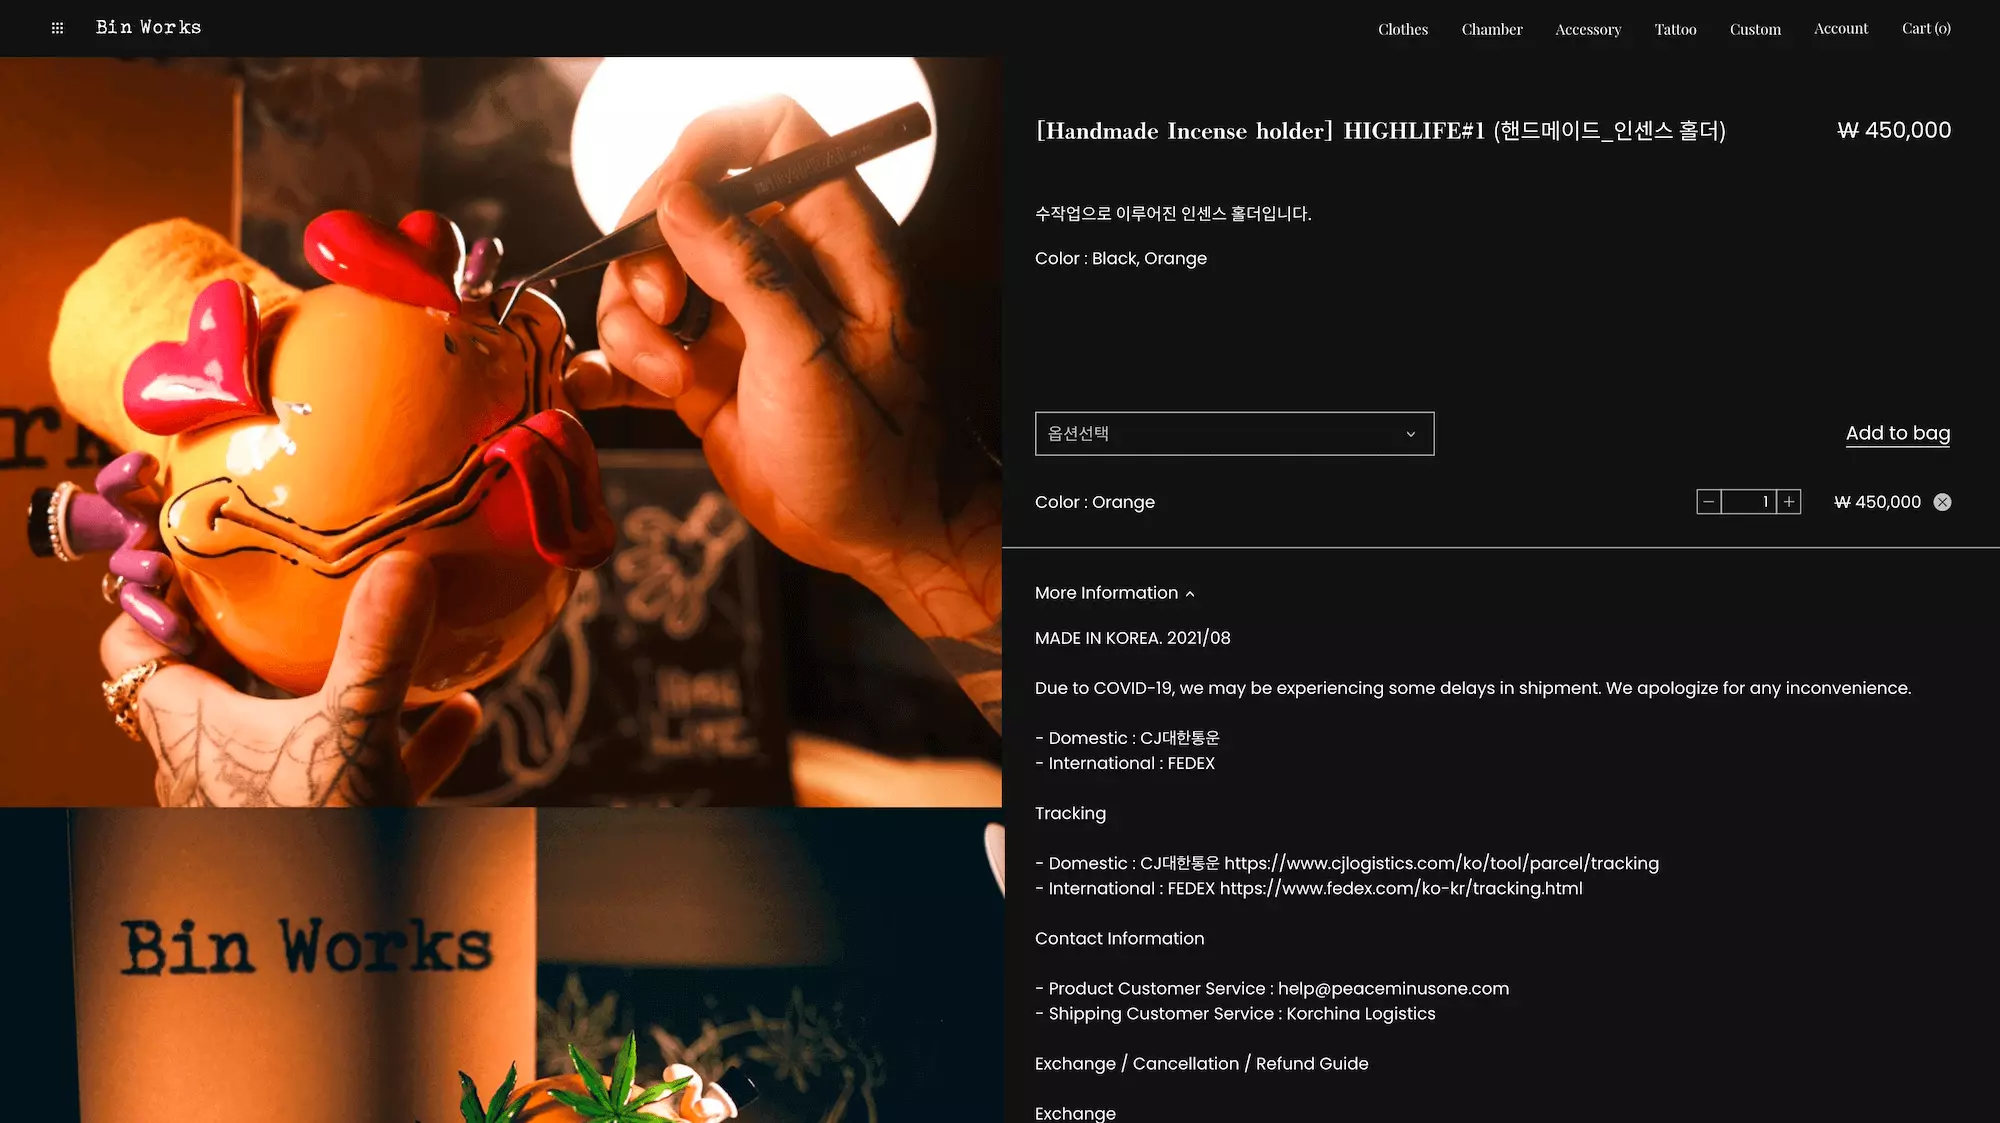 Bin Works
Clothes Chamber Accessory Tattoo Custom Account Cart (0)
[Handmade Incense holder] HIGHLIFE#1 (핸드메이드_인센스 홀더) ₩ 450,000
수작업으로 이루어진 인센스 홀더입니다.
Color : Black, Orange
옵션선택
Add to bag
Color : Orange
1
₩ 450,000
More Information
MADE IN KOREA. 2021/08
Due to COVID-19, we may be experiencing some delays in shipment. We apologize for any inconvenience.
- Domestic : CJ대한통운
- International : FEDEX
Tracking
- Domestic : CJ대한통운 https://www.cjlogistics.com/ko/tool/parcel/tracking
- International : FEDEX https://www.fedex.com/ko-kr/tracking.html
Contact Information
- Product Customer Service : help@peaceminusone.com
- Shipping Customer Service : Korchina Logistics
Exchange / Cancellation / Refund Guide
Exchange
Bin Works